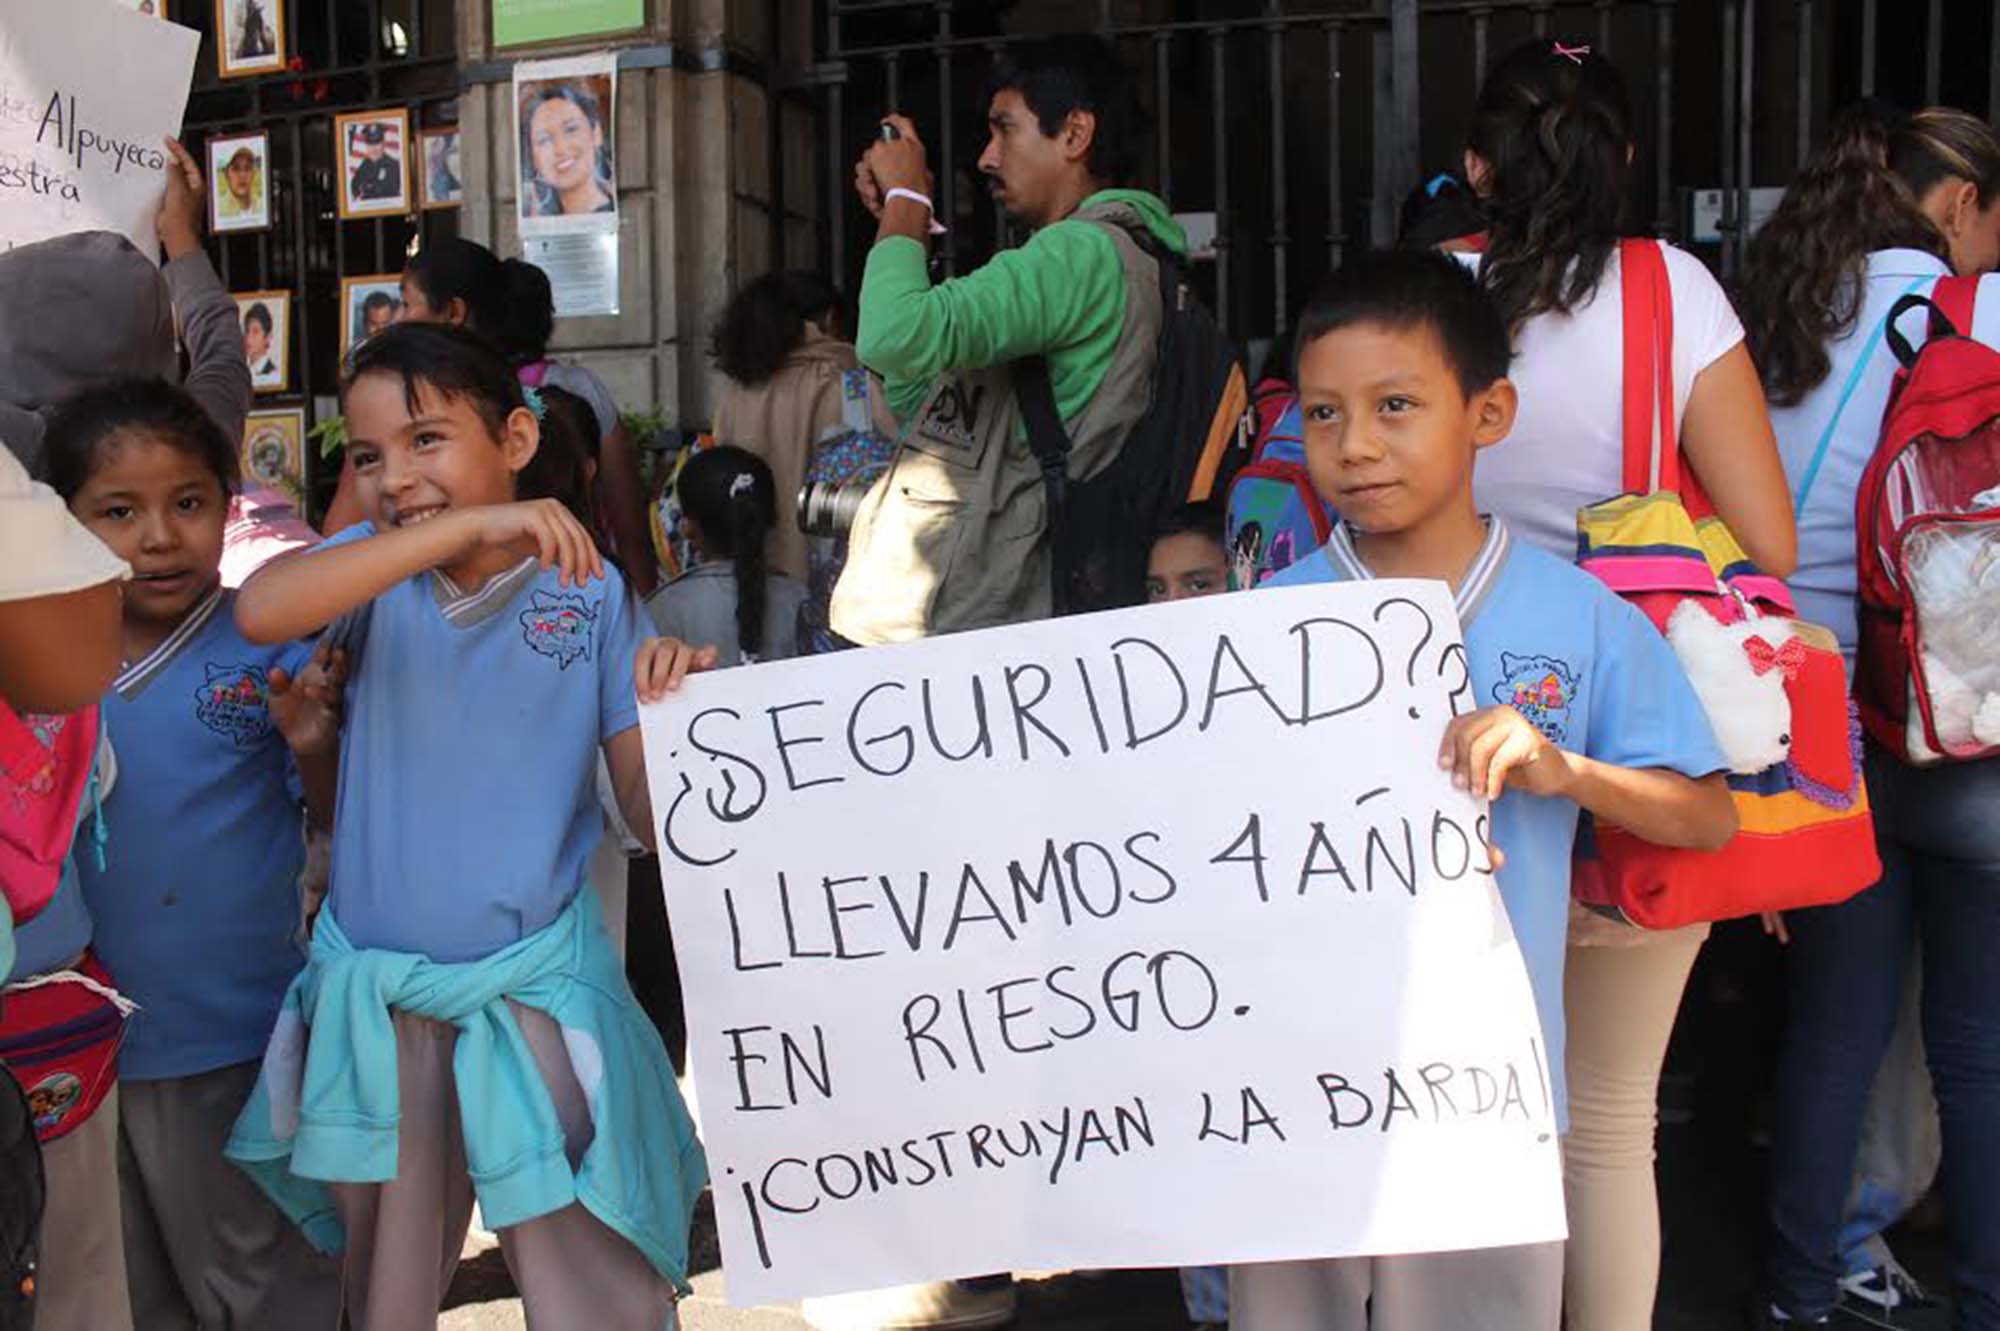 Alpuyeca
estra
¿SEGURIDAD??
LLEVAMOS 4 AÑOS
EN RIESGO.
¡CONSTRUYAN LA BARDA!